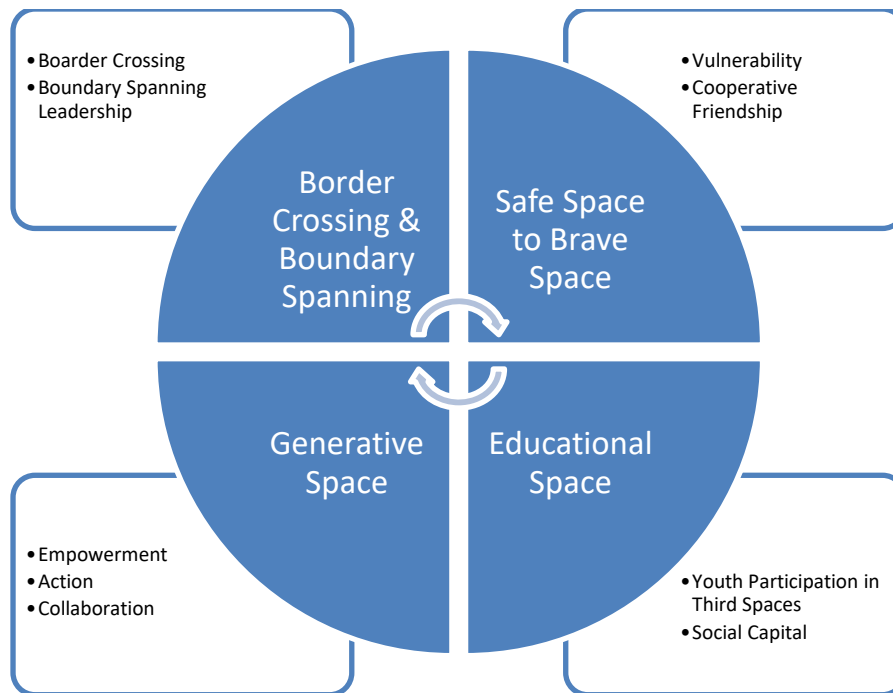 •Boarder Crossing
•Boundary Spanning
Leadership
•Vulnerability
•Cooperative
Friendship
Border
Crossing &
Boundary
Spanning
Safe Space
to Brave
Space
Generative
Space
Educational
Space
•Empowerment
•Action
•Collaboration
•Youth Participation in
Third Spaces
•Social Capital